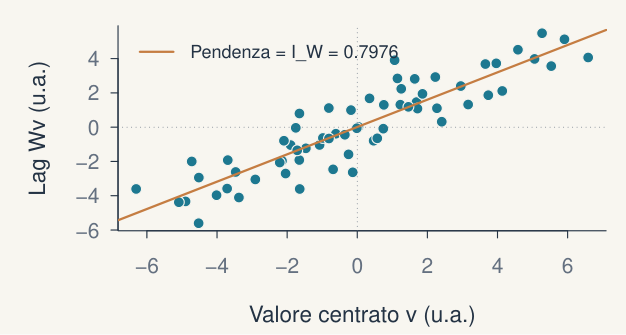 Pendenza = I_W = 0.7976
4
2
0
−2
−4
−6
Lag Wv (u.a.)
−6 −4 −2 0 2 4 6
Valore centrato v (u.a.)